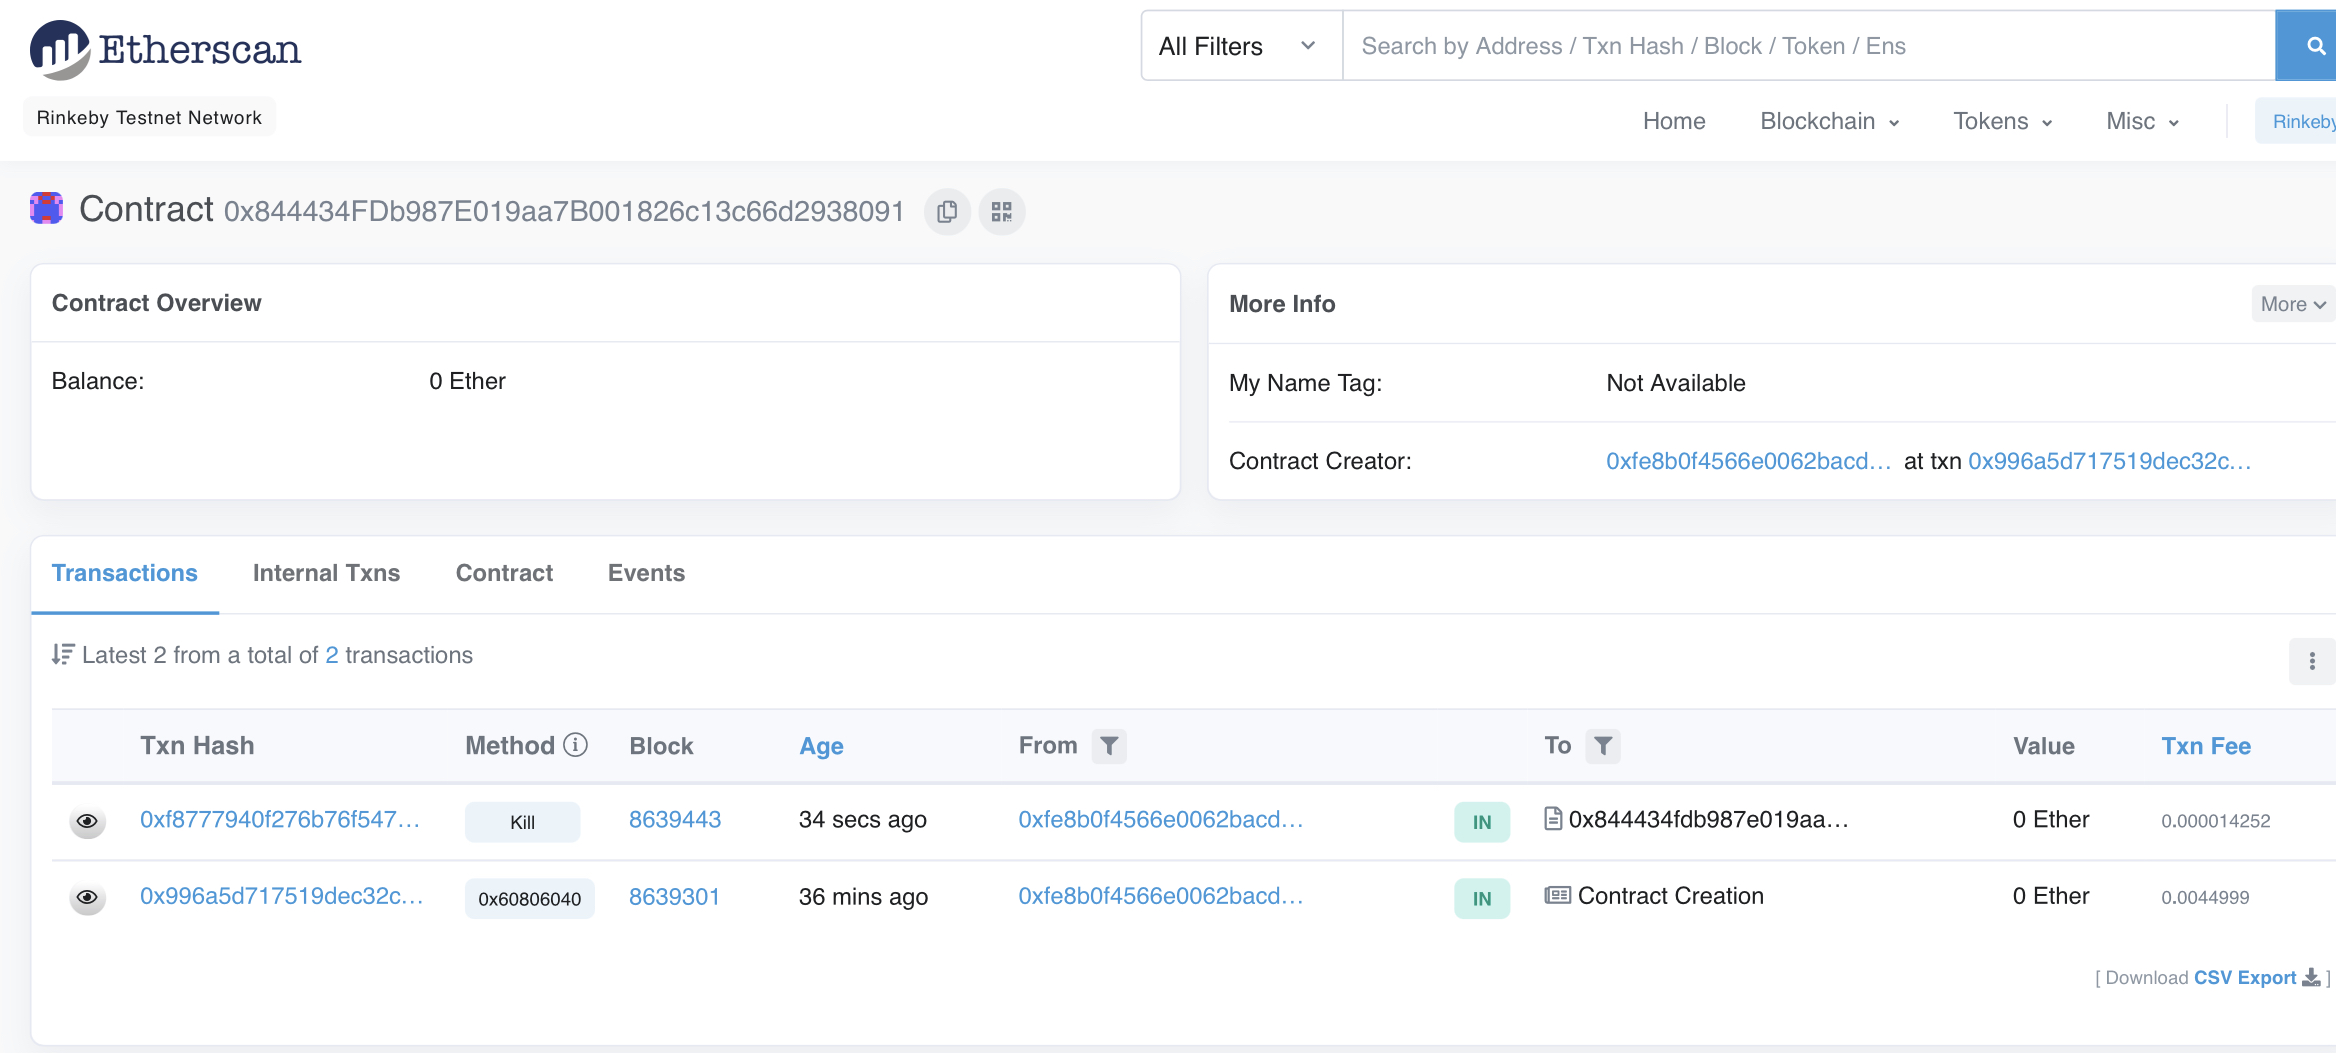 Etherscan
All Filters
Search by Address / Txn Hash / Block / Token / Ens
Rinkeby Testnet Network
Home Blockchain Tokens Misc Rinkeby
Contract 0x844434FDb987E019aa7B001826c13c66d2938091
Contract Overview
Balance: 0 Ether
More Info
More
My Name Tag: Not Available
Contract Creator: 0xfe8b0f4566e0062bacd... at txn 0x996a5d717519dec32c...
Transactions Internal Txns Contract Events
Latest 2 from a total of 2 transactions
Txn Hash Method Block Age From To Value Txn Fee
0xf8777940f276b76f547... Kill 8639443 34 secs ago 0xfe8b0f4566e0062bacd... IN 0x844434fdb987e019aa... 0 Ether 0.000014252
0x996a5d717519dec32c... 0x60806040 8639301 36 mins ago 0xfe8b0f4566e0062bacd... IN Contract Creation 0 Ether 0.0044999
[ Download CSV Export ]